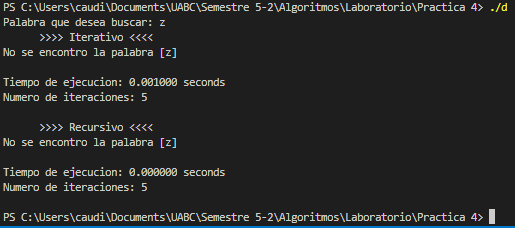 PS C:\Users\caudi\Documents\UABC\Semestre 5-2\Algoritmos\Laboratorio\Practica 4> ./d
Palabra que desea buscar: z
>>>> Iterativo <<<<
No se encontro la palabra [z]
Tiempo de ejecucion: 0.001000 seconds
Numero de iteraciones: 5
>>>> Recursivo <<<<
No se encontro la palabra [z]
Tiempo de ejecucion: 0.000000 seconds
Numero de iteraciones: 5
PS C:\Users\caudi\Documents\UABC\Semestre 5-2\Algoritmos\Laboratorio\Practica 4>